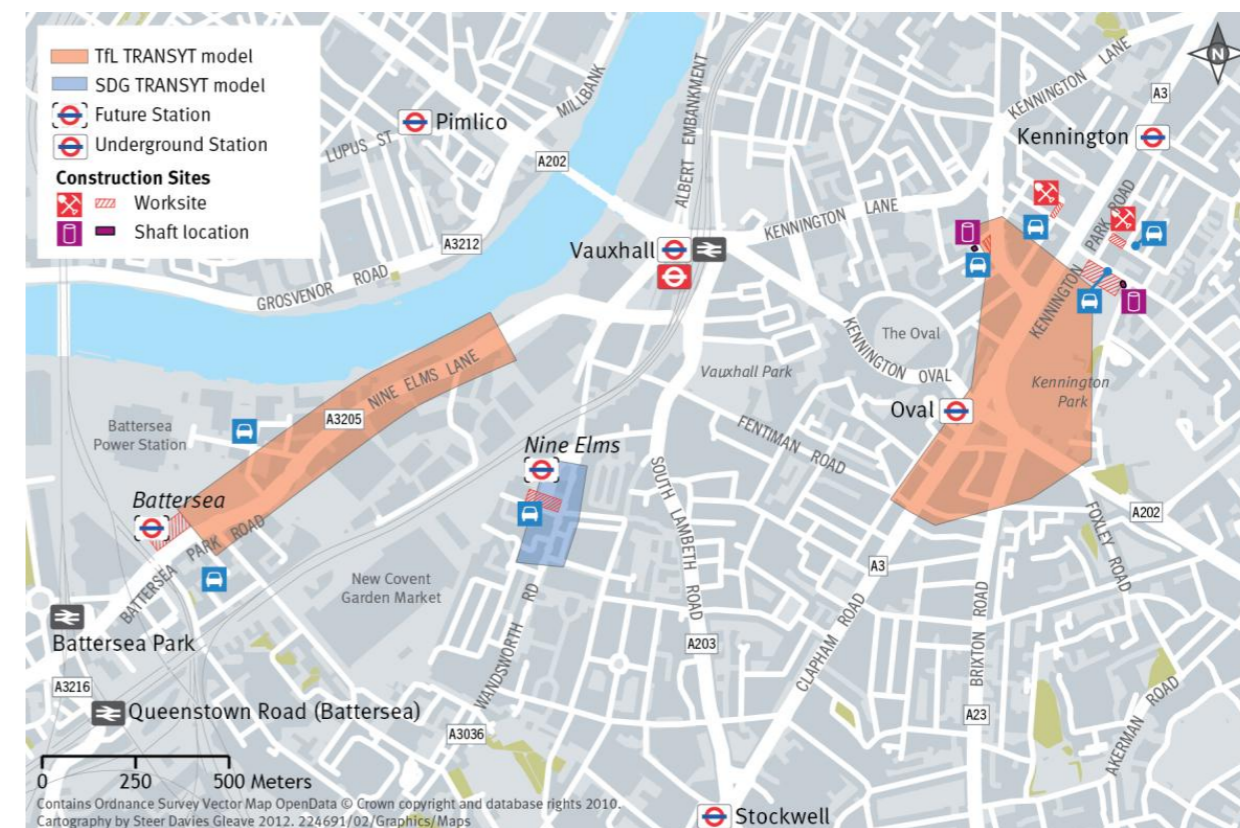 TfL TRANSYT model
SDG TRANSYT model
Future Station
Underground Station
Construction Sites
Worksite
Shaft location
N
KENNINGTON LANE
A3
Kennington
MILLBANK
ALBERT EMBANKMENT
Pimlico
LUPUS ST
A202
KENNINGTON LANE
PARK ROAD
KENNINGTON
A3212
Vauxhall
GROSVENOR ROAD
The Oval
KENNINGTON OVAL
Vauxhall Park
Kennington
Park
NINE ELMS LANE
A3205
Oval
Battersea
Power Station
FENTIMAN ROAD
Nine Elms
SOUTH LAMBETH ROAD
Battersea
BATTERSEA PARK ROAD
A202
FOXLEY ROAD
New Covent
Garden Market
A3
WANDSWORTH RD
CLAPHAM ROAD
BRIXTON ROAD
Battersea Park
A203
A3216
Queenstown Road (Battersea)
A23
AKERMAN ROAD
A3036
0 250 500 Meters
Contains Ordnance Survey Vector Map OpenData © Crown copyright and database rights 2010.
Cartography by Steer Davies Gleave 2012. 224691/02/Graphics/Maps
Stockwell